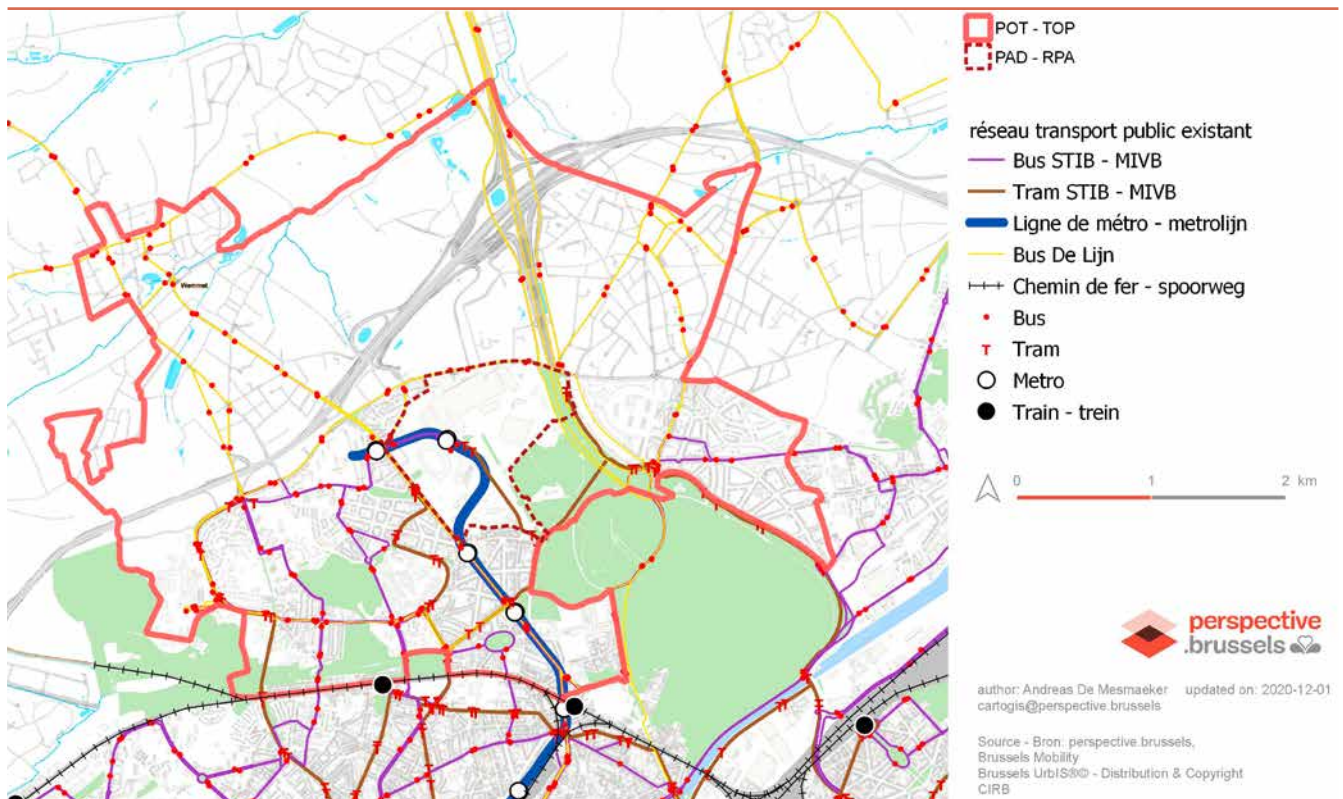 POT - TOP
PAD - RPA
réseau transport public existant
Bus STIB - MIVB
Tram STIB - MIVB
Ligne de métro - metrolijn
Bus De Lijn
Chemin de fer - spoorweg
Bus
T Tram
Metro
Train - trein
0 1 2 km
Wemmel
perspective
.brussels
author: Andreas De Mesmaeker updated on: 2020-12-01
cartogis@perspective.brussels
Source - Bron: perspective.brussels,
Brussels Mobility
Brussels UrbIS®© - Distribution & Copyright
CIRB